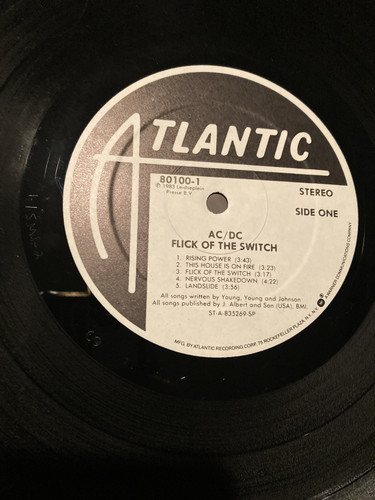 ATLANTIC
80100-1
℗ 1983 Leidseplein
Presse B.V.
STEREO
SIDE ONE
AC/DC
FLICK OF THE SWITCH
1. RISING POWER (3:43)
2. THIS HOUSE IS ON FIRE (3:23)
3. FLICK OF THE SWITCH (3:17)
4. NERVOUS SHAKEDOWN (4:22)
5. LANDSLIDE (3:56)
All songs written by Young, Young and Johnson
All songs published by J. Albert and Son (USA), BMI
ST-A-835269-SP
MFG. BY ATLANTIC RECORDING CORP., 75 ROCKEFELLER PLAZA, N.Y., N.Y.
A WARNER COMMUNICATIONS COMPANY